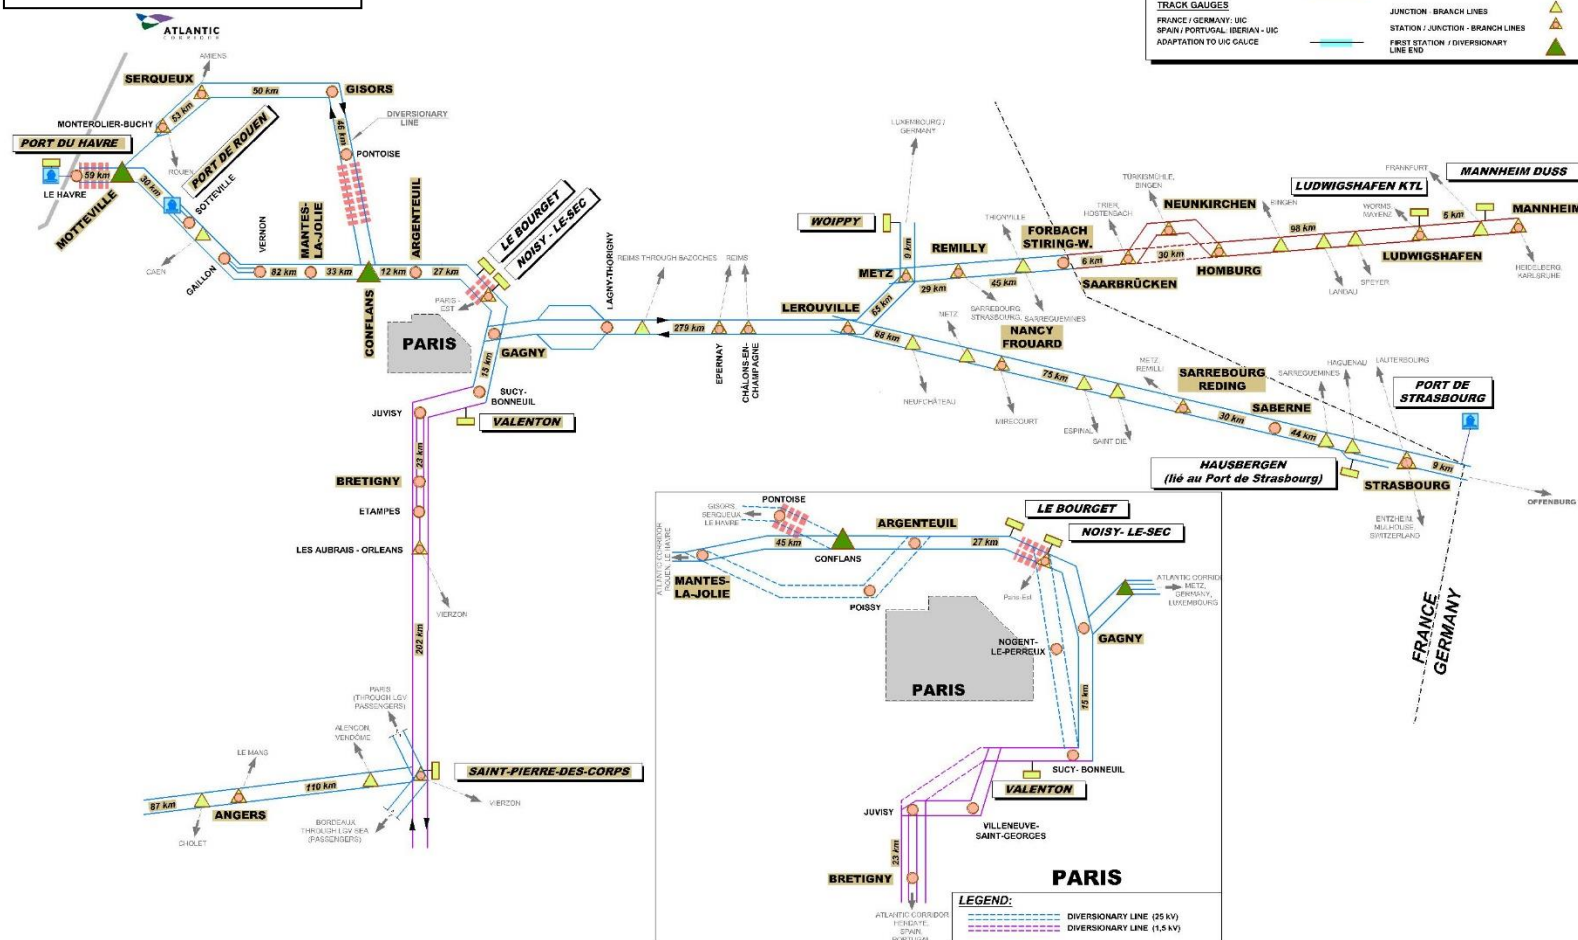 ATLANTIC
CORRIDOR
TRACK GAUGES
FRANCE / GERMANY: UIC
SPAIN / PORTUGAL: IBERIAN - UIC
ADAPTATION TO UIC GAUGE
JUNCTION - BRANCH LINES
STATION / JUNCTION - BRANCH LINES
FIRST STATION / DIVERSIONARY
LINE END
AMIENS
SERQUEUX
50 km
GISORS
53 km
MONTEROLIER-BUCHY
DIVERSIONARY
LINE
46 km
PONTOISE
PORT DU HAVRE
PORT DE ROUEN
ROUEN
59 km
LE HAVRE
30 km
SOTTEVILLE
MOTTEVILLE
CAEN
GAILLON
VERNON
82 km
MANTES-
LA-JOLIE
33 km
12 km
ARGENTEUIL
27 km
CONFLANS
LE BOURGET
NOISY - LE-SEC
PARIS -
EST
PARIS
GAGNY
15 km
SUCY-
BONNEUIL
VALENTON
JUVISY
23 km
BRETIGNY
ETAMPES
LES AUBRAIS - ORLEANS
VIERZON
202 km
PARIS
(THROUGH LGV
PASSENGERS)
ALENCON,
VENDÔME
LE MANS
SAINT-PIERRE-DES-CORPS
VIERZON
110 km
87 km
ANGERS
CHOLET
BORDEAUX
THROUGH LGV SEA
(PASSENGERS)
LAGNY-THORIGNY
REIMS THROUGH BAZOCHES
REIMS
279 km
EPERNAY
CHÂLONS-EN-
CHAMPAGNE
LEROUVILLE
65 km
METZ
WOIPPY
9 km
LUXEMBOURG /
GERMANY
29 km
REMILLY
45 km
THIONVILLE
SARREBOURG,
STRASBOURG,
SARREGUEMINES
FORBACH
STIRING-W.
6 km
TRIER,
HOSTENBACH
SAARBRÜCKEN
TÜRKISMÜHLE,
BINGEN
NEUNKIRCHEN
30 km
HOMBURG
BINGEN
98 km
LANDAU
SPEYER
LUDWIGSHAFEN KTL
WORMS,
MAYENZ
LUDWIGSHAFEN
FRANKFURT
5 km
MANNHEIM DUSS
MANNHEIM
HEIDELBERG,
KARLSRUHE
68 km
NEUFCHÂTEAU
METZ
NANCY
FROUARD
MIRECOURT
75 km
ESPINAL
SAINT DIE
METZ,
REMILLI
SARREBOURG
REDING
30 km
SABERNE
44 km
SARREGUEMINES
HAGUENAU
LAUTERBOURG
PORT DE
STRASBOURG
HAUSBERGEN
(lié au Port de Strasbourg)
STRASBOURG
9 km
OFFENBURG
ENTZHEIM,
MULHOUSE,
SWITZERLAND
FRANCE
GERMANY
GISORS,
SERQUEUX,
LE HAVRE
PONTOISE
ATLANTIC CORRIDOR
ROUEN, LE HAVRE
45 km
CONFLANS
ARGENTEUIL
27 km
LE BOURGET
NOISY- LE-SEC
MANTES-
LA-JOLIE
POISSY
Paris-Est
ATLANTIC CORRIDOR
METZ,
GERMANY,
LUXEMBOURG
GAGNY
NOGENT-
LE-PERREUX
PARIS
15 km
SUCY- BONNEUIL
VALENTON
JUVISY
VILLENEUVE-
SAINT-GEORGES
23 km
BRETIGNY
ATLANTIC CORRIDOR
HENDAYE,
SPAIN,
PORTUGAL
PARIS
LEGEND:
DIVERSIONARY LINE (25 kV)
DIVERSIONARY LINE (1,5 kV)